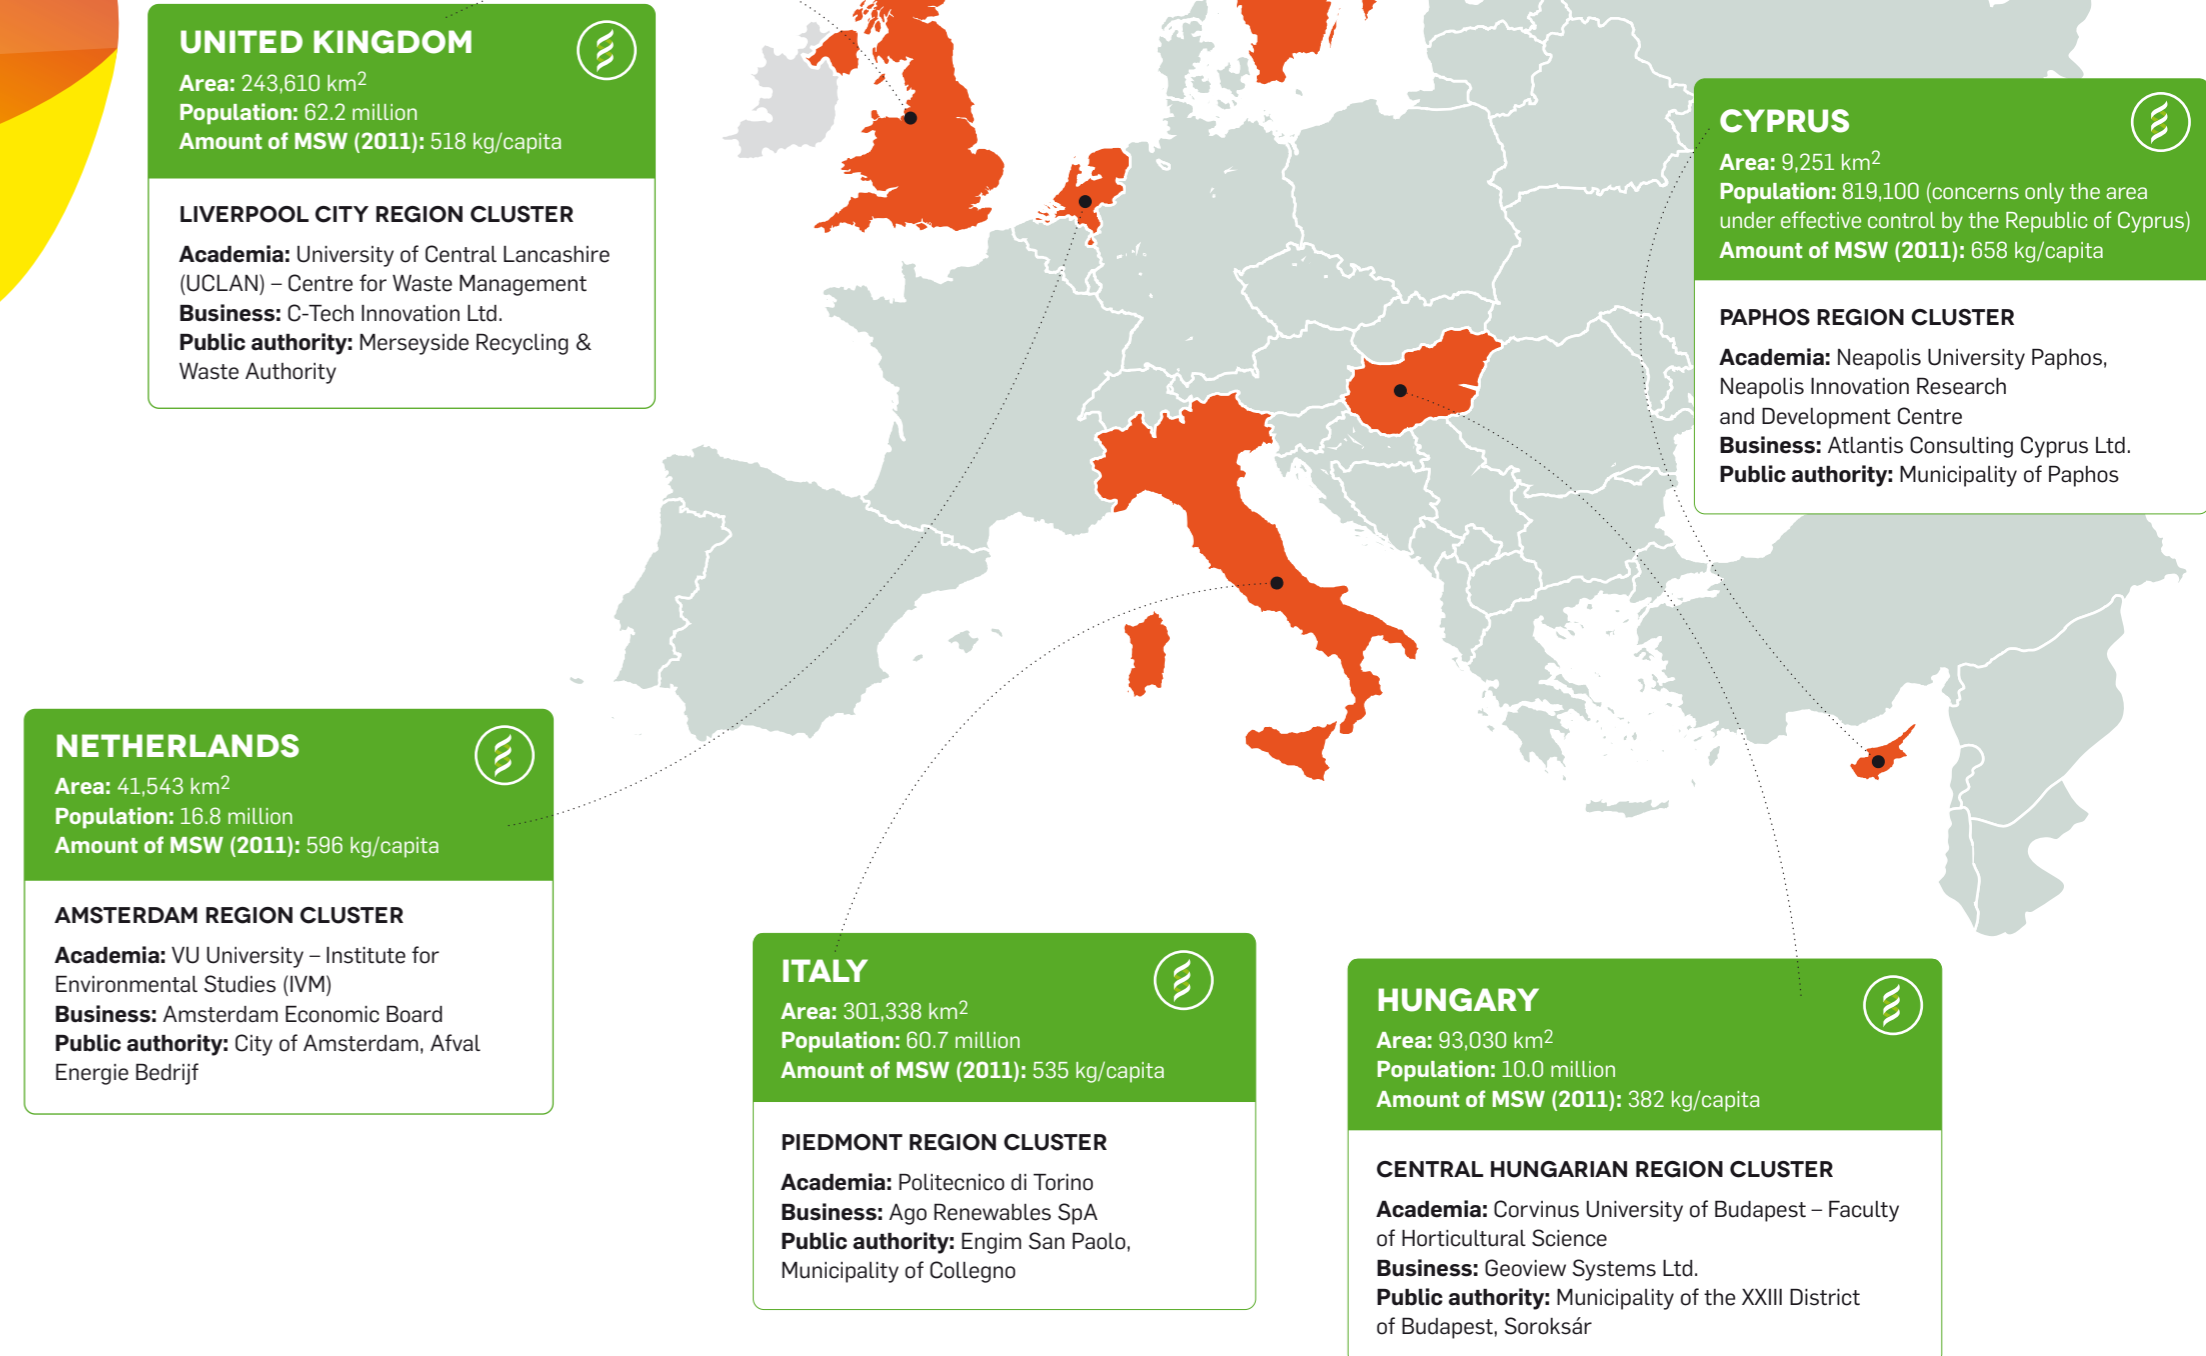 UNITED KINGDOM
Area: 243,610 km2
Population: 62.2 million
Amount of MSW (2011): 518 kg/capita
LIVERPOOL CITY REGION CLUSTER
Academia: University of Central Lancashire
(UCLAN) – Centre for Waste Management
Business: C-Tech Innovation Ltd.
Public authority: Merseyside Recycling &
Waste Authority
CYPRUS
Area: 9,251 km2
Population: 819,100 (concerns only the area
under effective control by the Republic of Cyprus)
Amount of MSW (2011): 658 kg/capita
PAPHOS REGION CLUSTER
Academia: Neapolis University Paphos,
Neapolis Innovation Research
and Development Centre
Business: Atlantis Consulting Cyprus Ltd.
Public authority: Municipality of Paphos
NETHERLANDS
Area: 41,543 km2
Population: 16.8 million
Amount of MSW (2011): 596 kg/capita
AMSTERDAM REGION CLUSTER
Academia: VU University – Institute for
Environmental Studies (IVM)
Business: Amsterdam Economic Board
Public authority: City of Amsterdam, Afval
Energie Bedrijf
ITALY
Area: 301,338 km2
Population: 60.7 million
Amount of MSW (2011): 535 kg/capita
PIEDMONT REGION CLUSTER
Academia: Politecnico di Torino
Business: Ago Renewables SpA
Public authority: Engim San Paolo,
Municipality of Collegno
HUNGARY
Area: 93,030 km2
Population: 10.0 million
Amount of MSW (2011): 382 kg/capita
CENTRAL HUNGARIAN REGION CLUSTER
Academia: Corvinus University of Budapest – Faculty
of Horticultural Science
Business: Geoview Systems Ltd.
Public authority: Municipality of the XXIII District
of Budapest, Soroksár